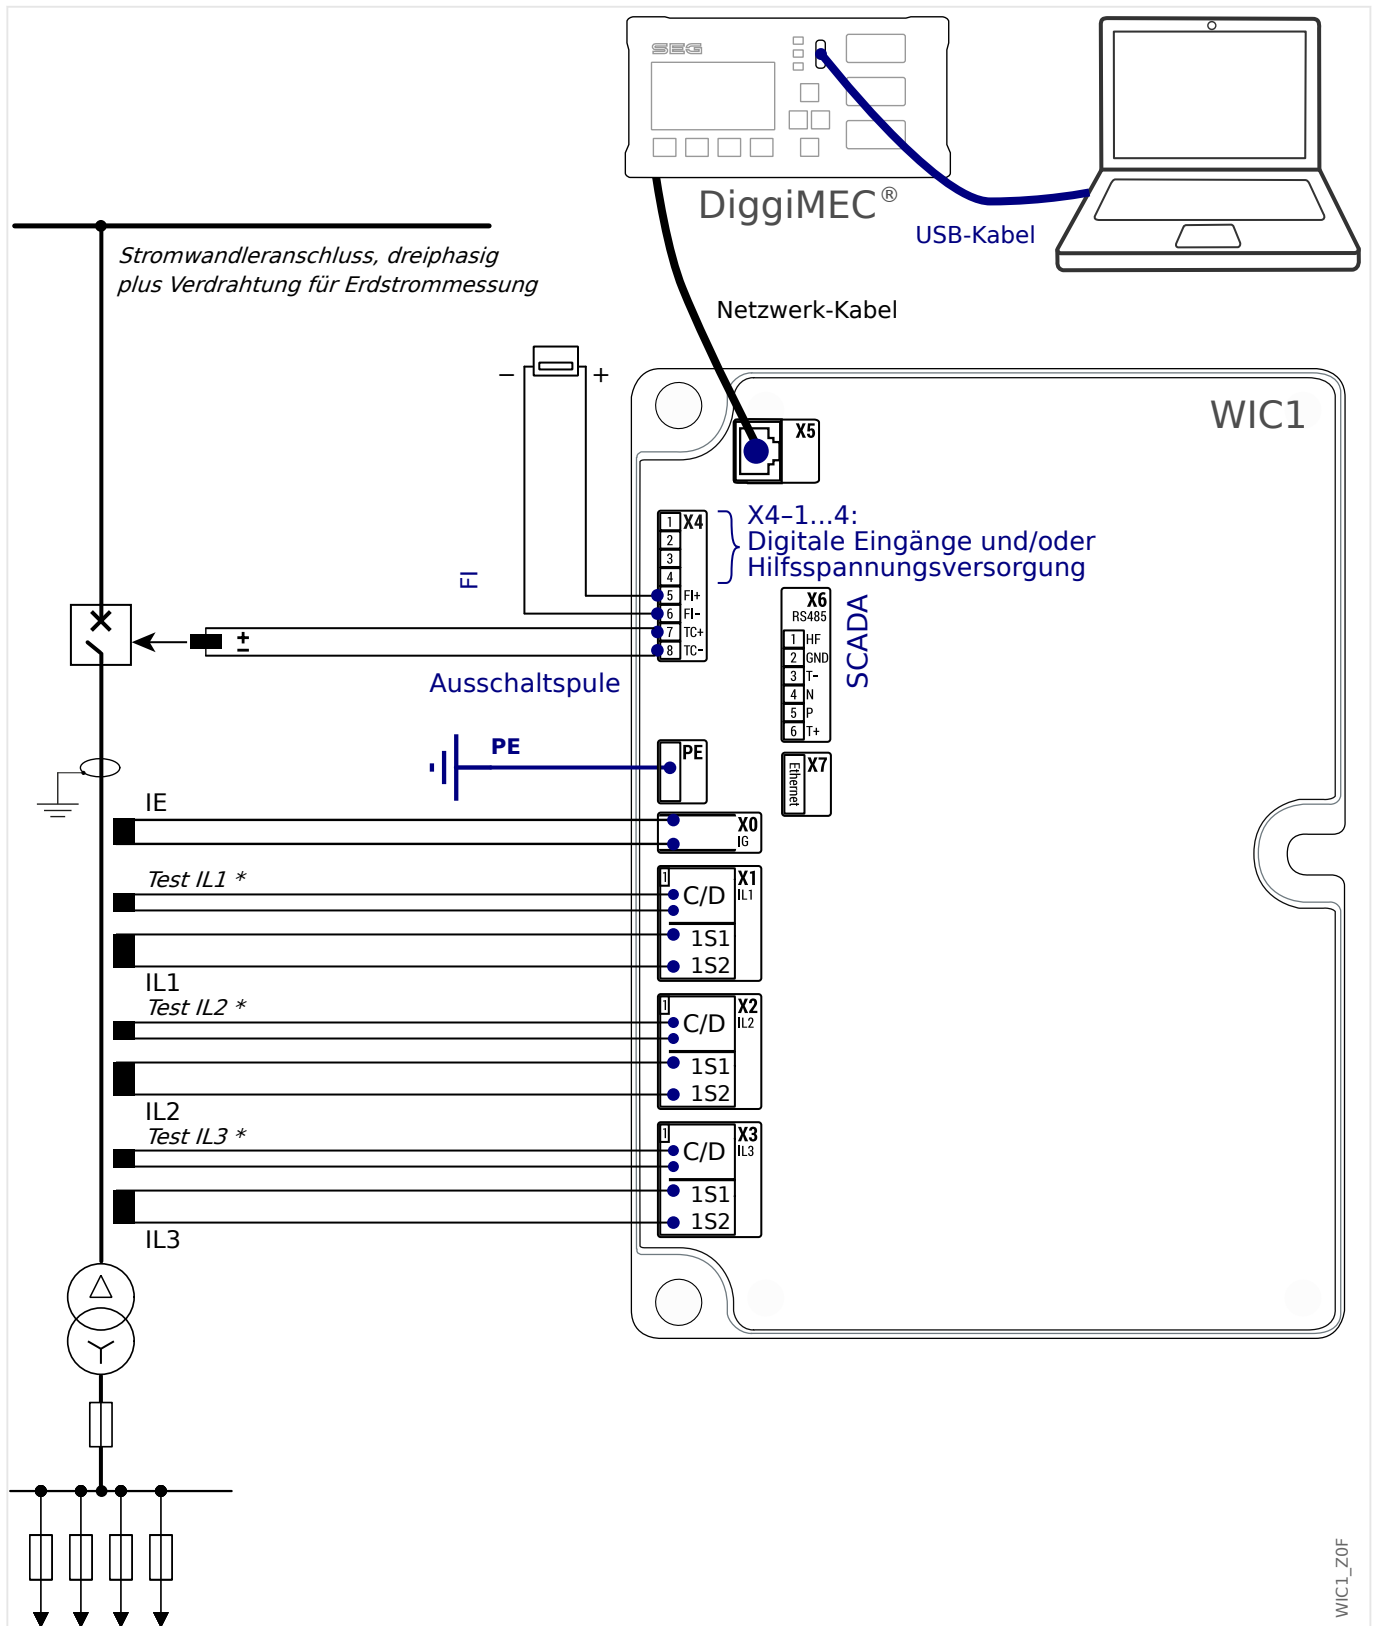 SEG
DiggiMEC®
USB-Kabel
Stromwandleranschluss, dreiphasig
plus Verdrahtung für Erdstrommessung
Netzwerk-Kabel
− +
WIC1
X5
X4
1
2
3
4
5 FI+
6 FI−
7 TC+
8 TC−
X4–1...4:
Digitale Eingänge und/oder
Hilfsspannungsversorgung
FI
±
Ausschaltspule
X6
RS485
1 HF
2 GND
3 T−
4 N
5 P
6 T+
SCADA
PE
PE
X7
Ethernet
IE
X0
IG
Test IL1 *
1
C/D
X1
IL1
1S1
1S2
IL1
Test IL2 *
1
C/D
X2
IL2
1S1
1S2
IL2
Test IL3 *
1
C/D
X3
IL3
1S1
1S2
IL3
WIC1_Z0F